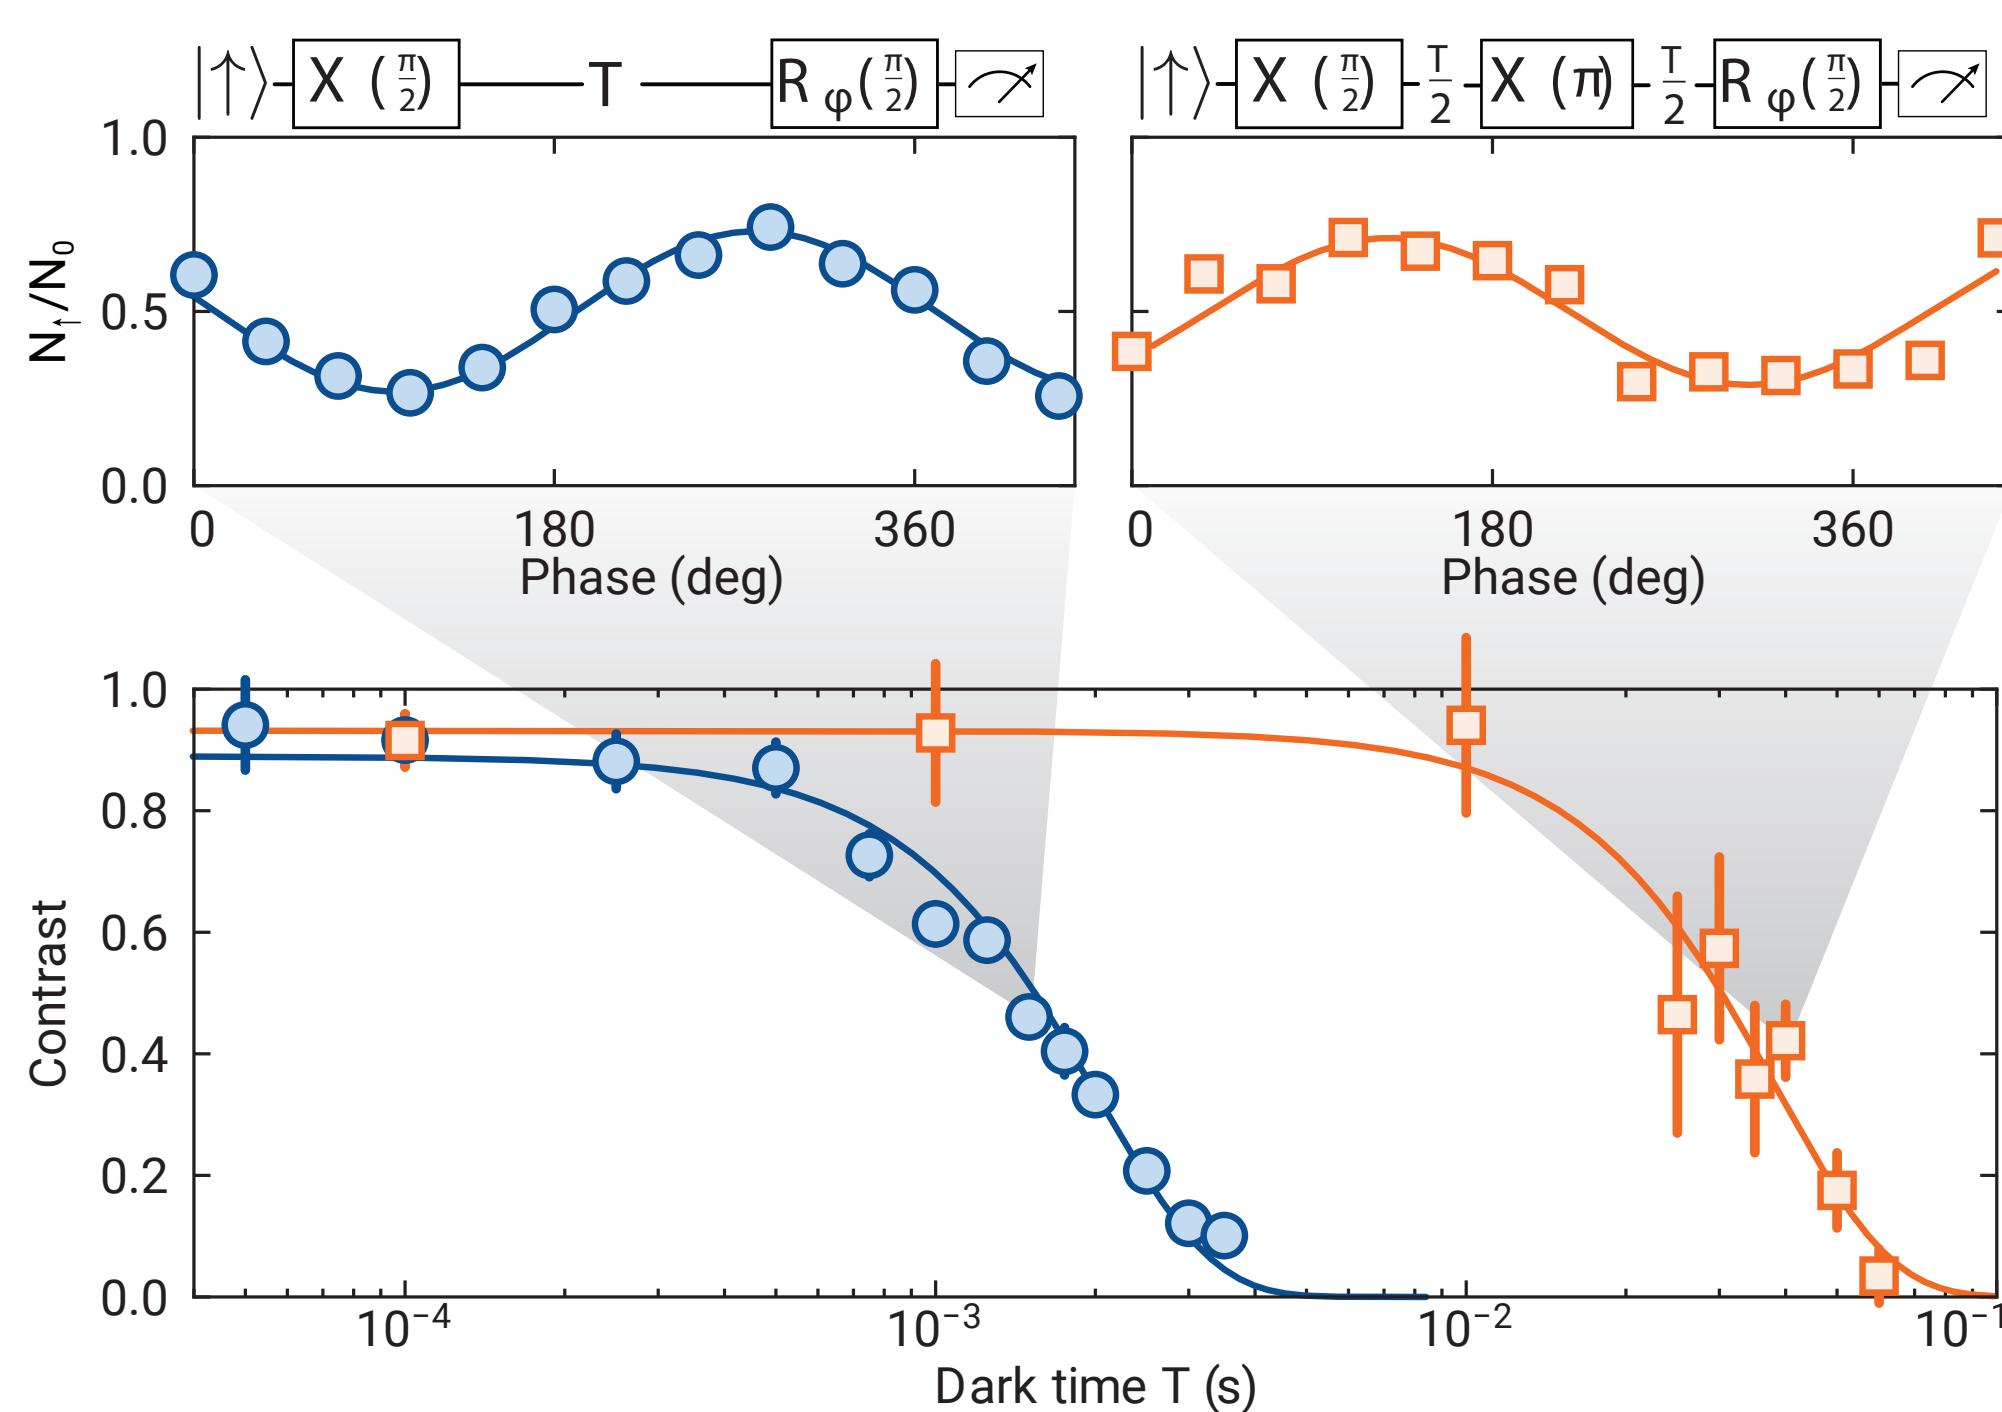 |↑⟩ X (π/2) T R φ(π/2)
|↑⟩ X (π/2) T/2 X (π) T/2 R φ(π/2)
1.0
0.5
0.0
N↑/N0
0 180 360
Phase (deg)
0 180 360
Phase (deg)
1.0
0.8
0.6
0.4
0.2
0.0
Contrast
10⁻⁴ 10⁻³ 10⁻² 10⁻¹
Dark time T (s)